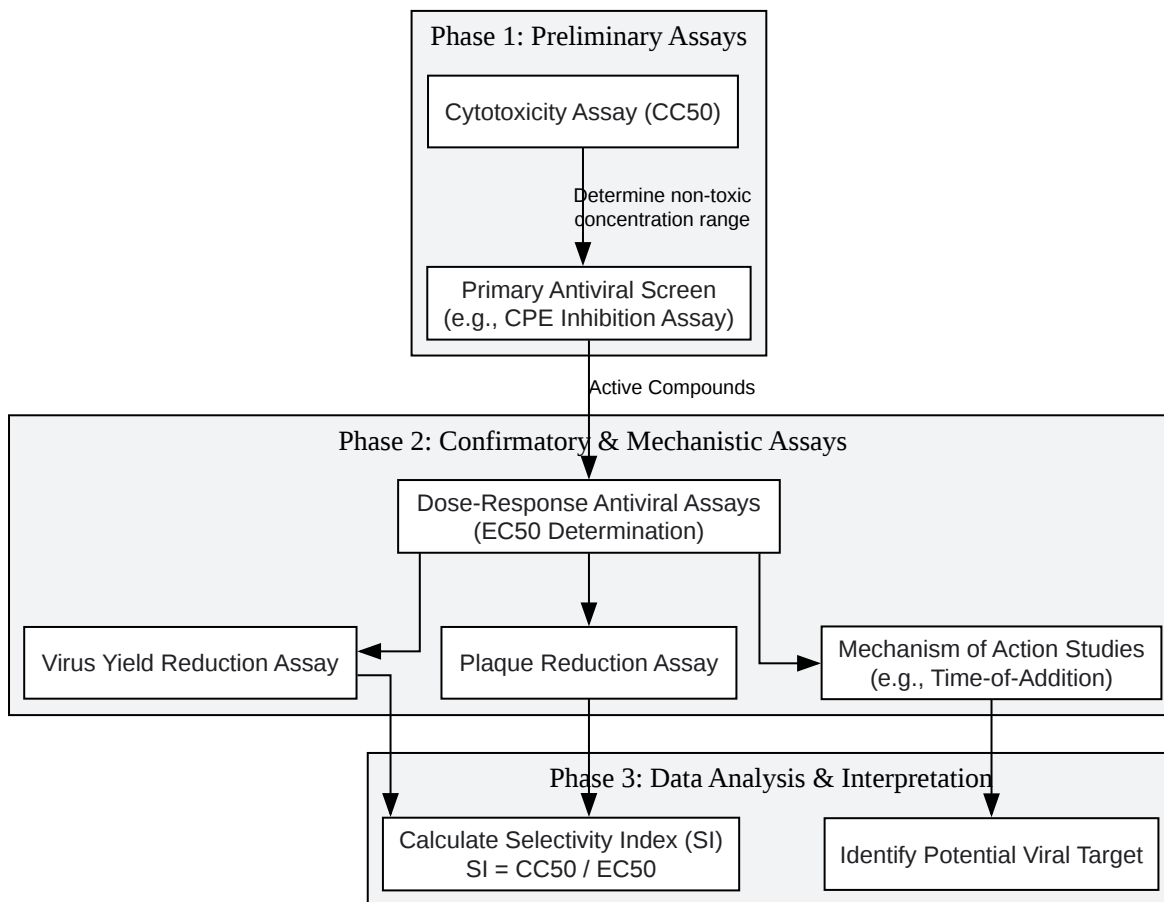 Phase 1: Preliminary Assays
Cytotoxicity Assay (CC50)
Determine non-toxic
concentration range
Primary Antiviral Screen
(e.g., CPE Inhibition Assay)
Active Compounds
Phase 2: Confirmatory & Mechanistic Assays
Dose-Response Antiviral Assays
(EC50 Determination)
Virus Yield Reduction Assay
Plaque Reduction Assay
Mechanism of Action Studies
(e.g., Time-of-Addition)
Phase 3: Data Analysis & Interpretation
Calculate Selectivity Index (SI)
SI = CC50 / EC50
Identify Potential Viral Target